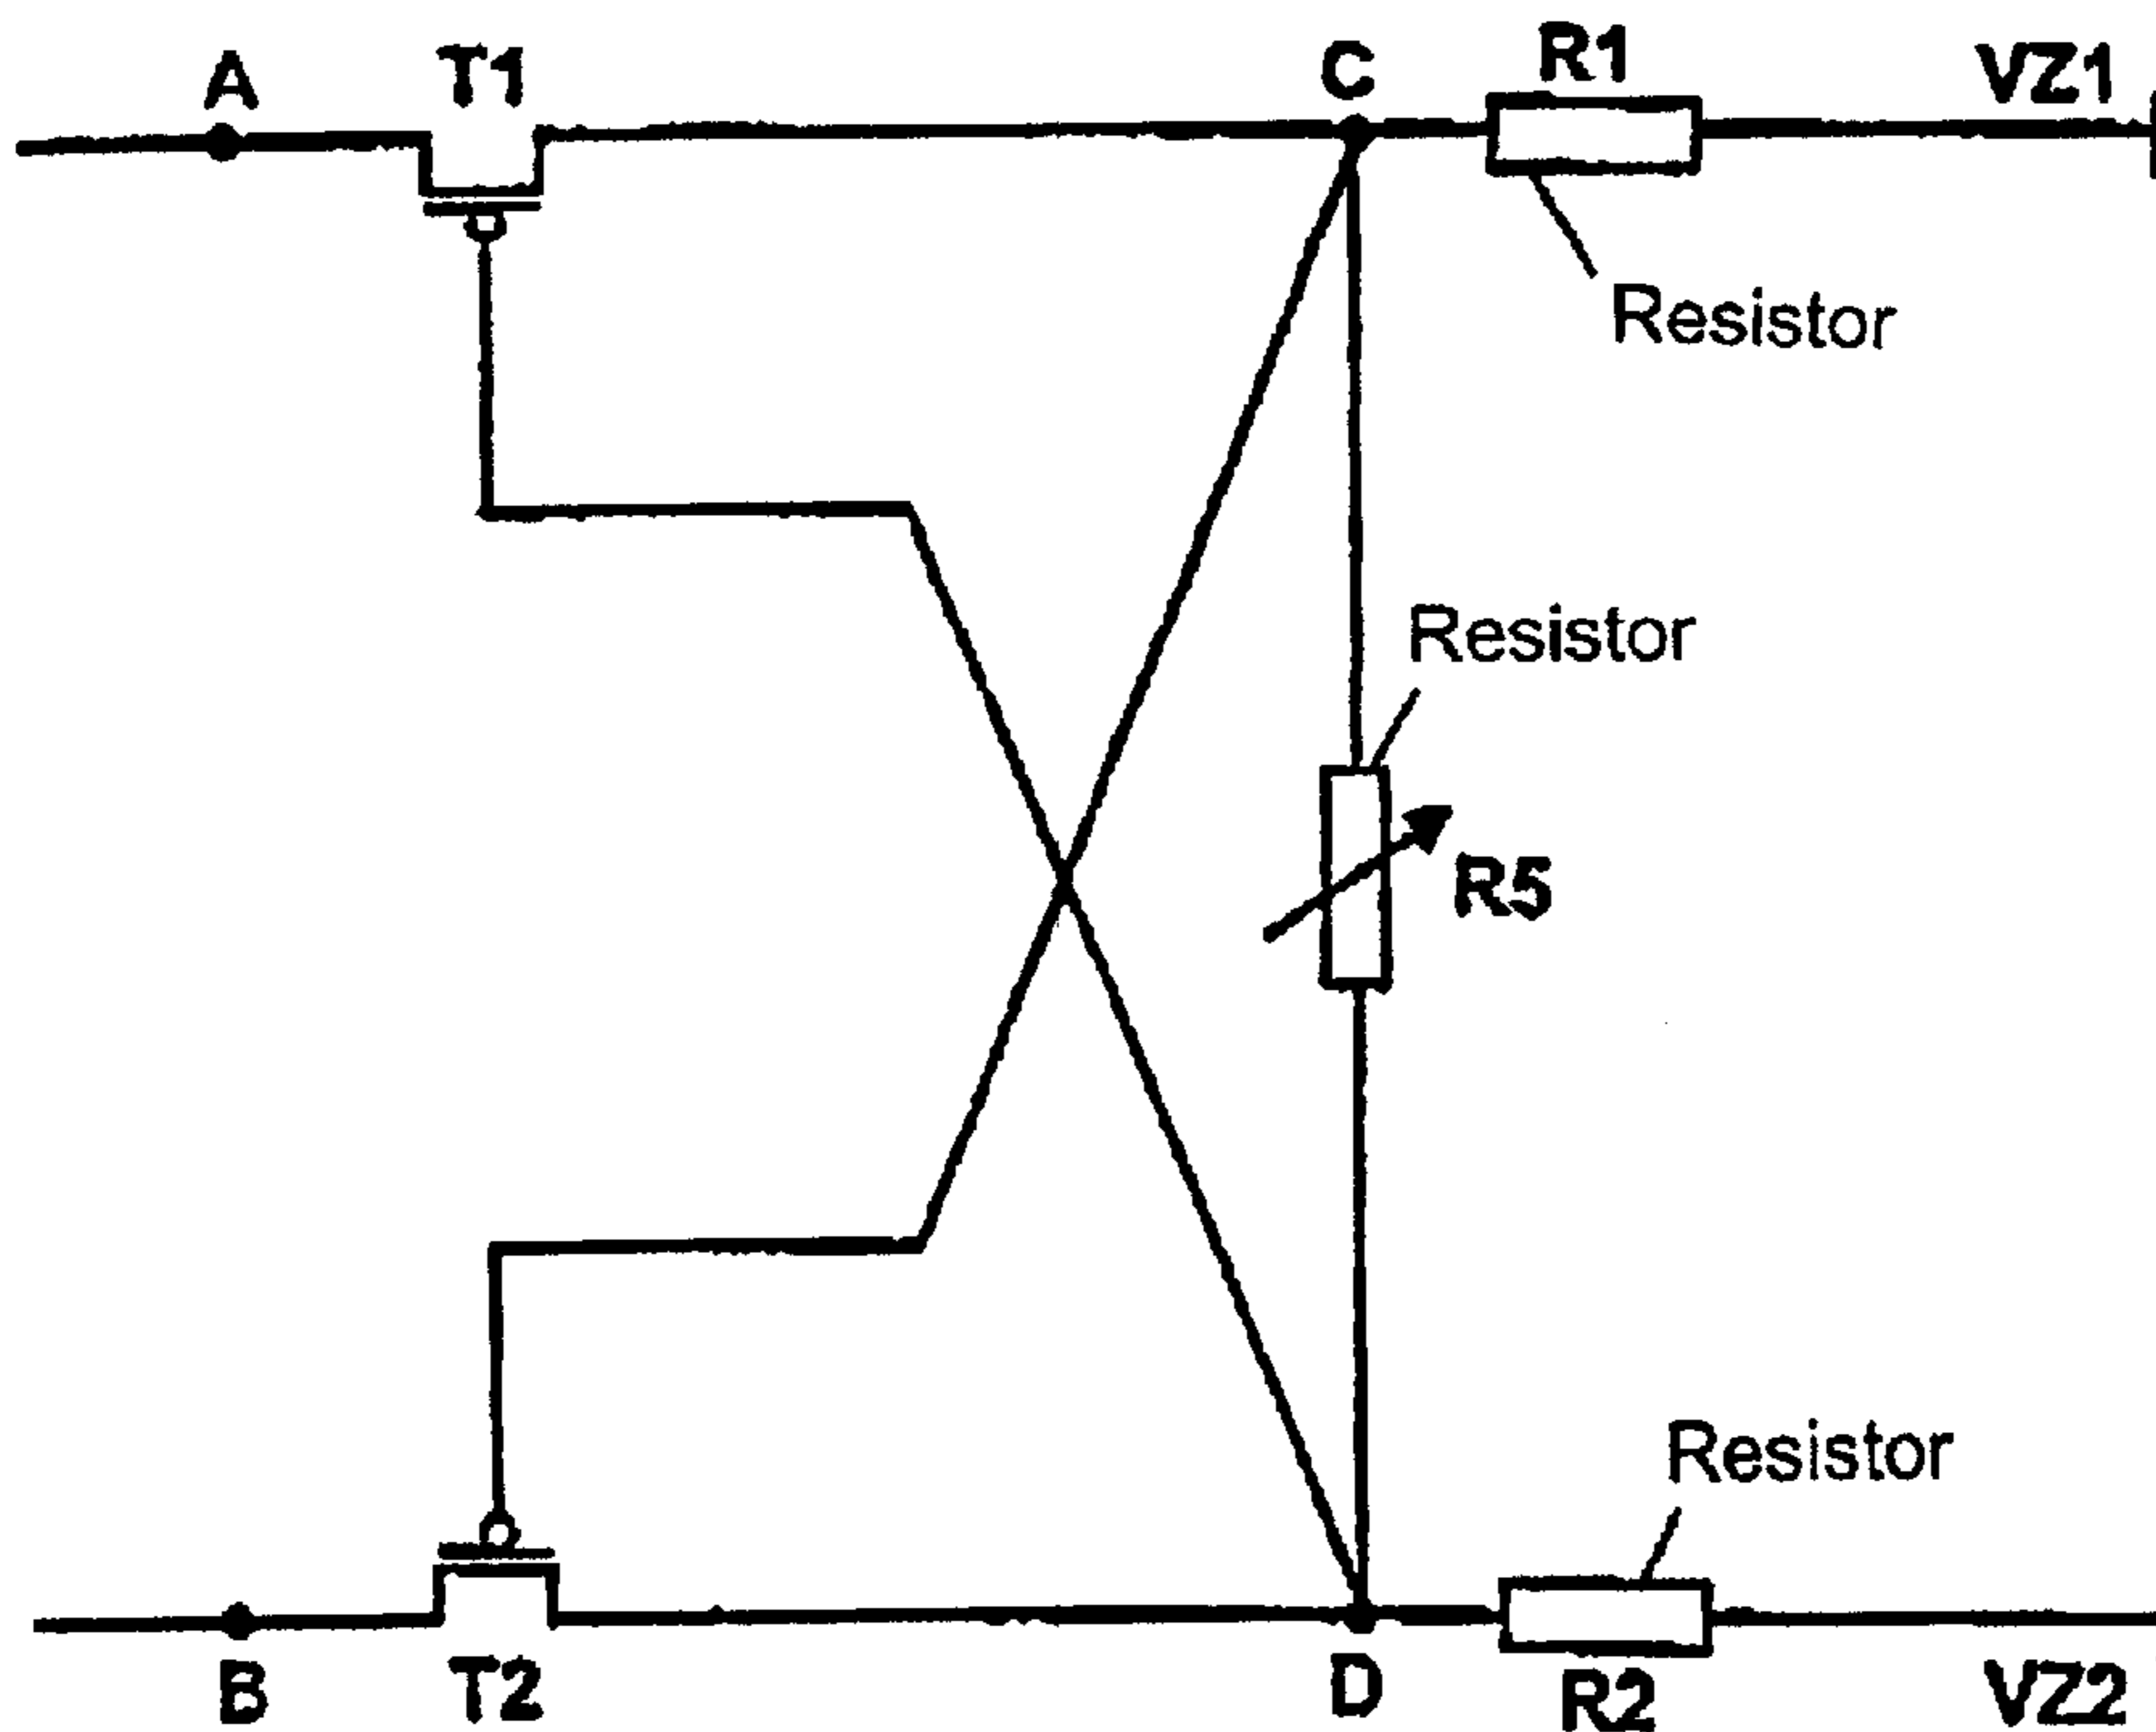 A
T1
C
R1
VZ1
Resistor
Resistor
R5
Resistor
B
T2
D
R2
VZ2